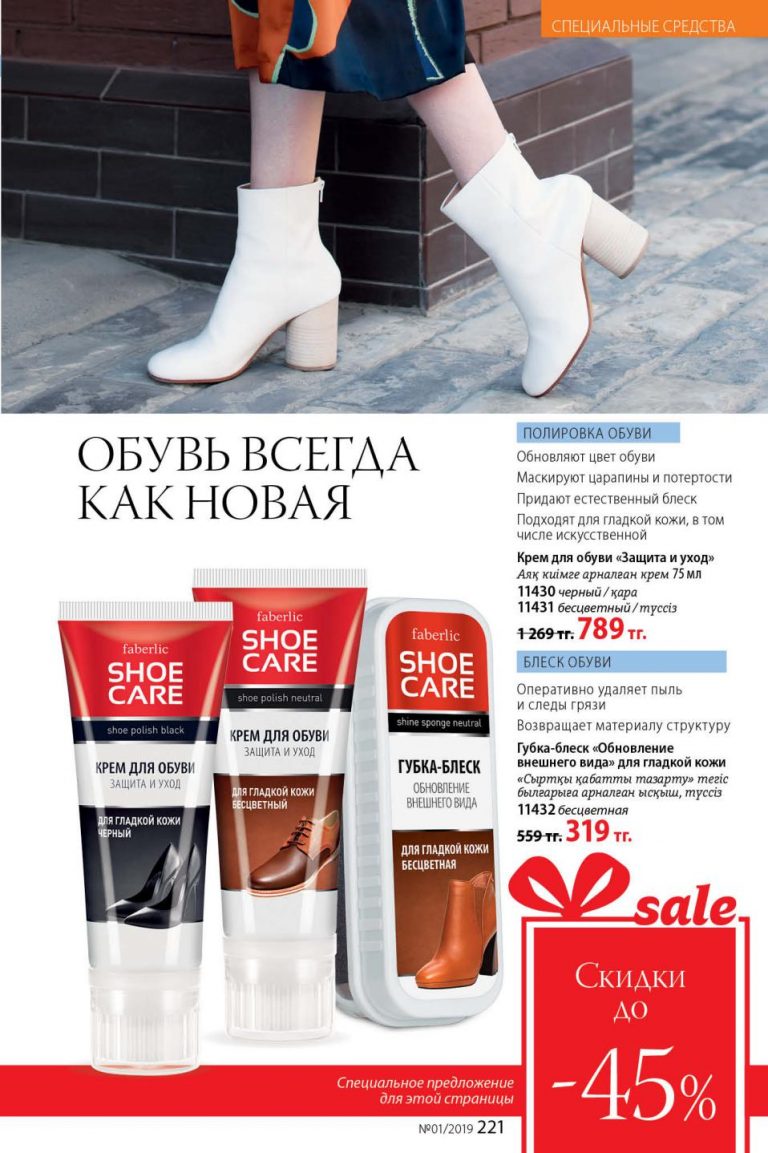 СПЕЦИАЛЬНЫЕ СРЕДСТВА
ОБУВЬ ВСЕГДА
КАК НОВАЯ
ПОЛИРОВКА ОБУВИ
Обновляют цвет обуви
Маскируют царапины и потертости
Придают естественный блеск
Подходят для гладкой кожи, в том
числе искусственной
Крем для обуви «Защита и уход»
Аяқ киімге арналған крем 75 мл
11430 черный / қара
11431 бесцветный / түссіз
1 269 тг. 789 тг.
БЛЕСК ОБУВИ
Оперативно удаляет пыль
и следы грязи
Возвращает материалу структуру
Губка-блеск «Обновление
внешнего вида» для гладкой кожи
«Сыртқы қабатты тазарту» тегіс
былғарыға арналған ысқыш, түссіз
11432 бесцветная
559 тг. 319 тг.
faberlic
SHOE
CARE
shoe polish black
КРЕМ ДЛЯ ОБУВИ
ЗАЩИТА И УХОД
ДЛЯ ГЛАДКОЙ КОЖИ
ЧЕРНЫЙ
faberlic
SHOE
CARE
shoe polish neutral
КРЕМ ДЛЯ ОБУВИ
ЗАЩИТА И УХОД
ДЛЯ ГЛАДКОЙ КОЖИ
БЕСЦВЕТНЫЙ
faberlic
SHOE
CARE
shine sponge neutral
ГУБКА-БЛЕСК
ОБНОВЛЕНИЕ
ВНЕШНЕГО ВИДА
ДЛЯ ГЛАДКОЙ КОЖИ
БЕСЦВЕТНАЯ
sale
Скидки
до
-45%
Специальное предложение
для этой страницы
№01/2019 221